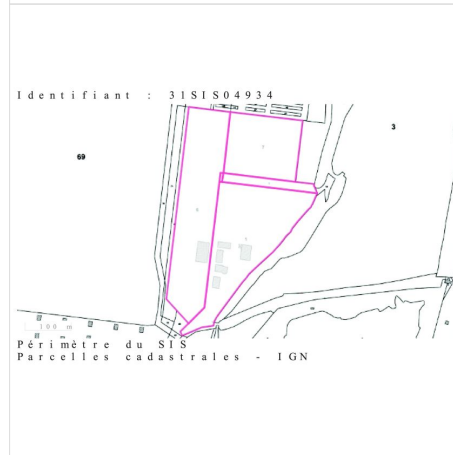 Identifiant : 31SIS04934
3
69
100 m
Périmètre du SIS
Parcelles cadastrales - IGN